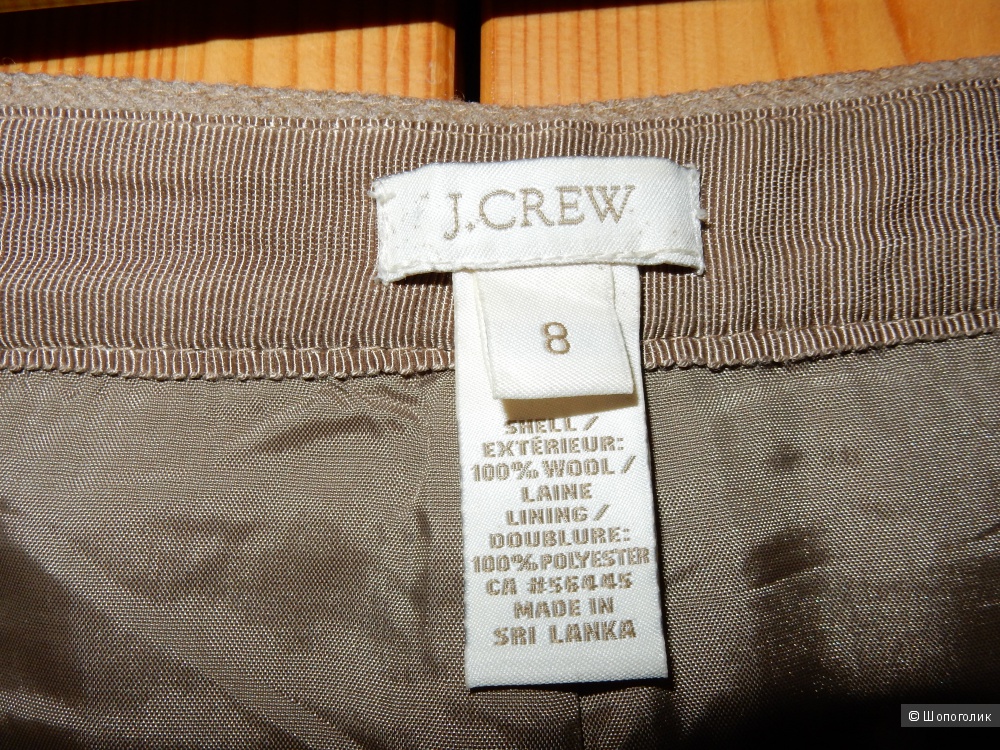 J.CREW
8
SHELL /
EXTÉRIEUR:
100% WOOL /
LAINE
LINING /
DOUBLURE:
100% POLYESTER
CA #56445
MADE IN
SRI LANKA
© Шопоголик